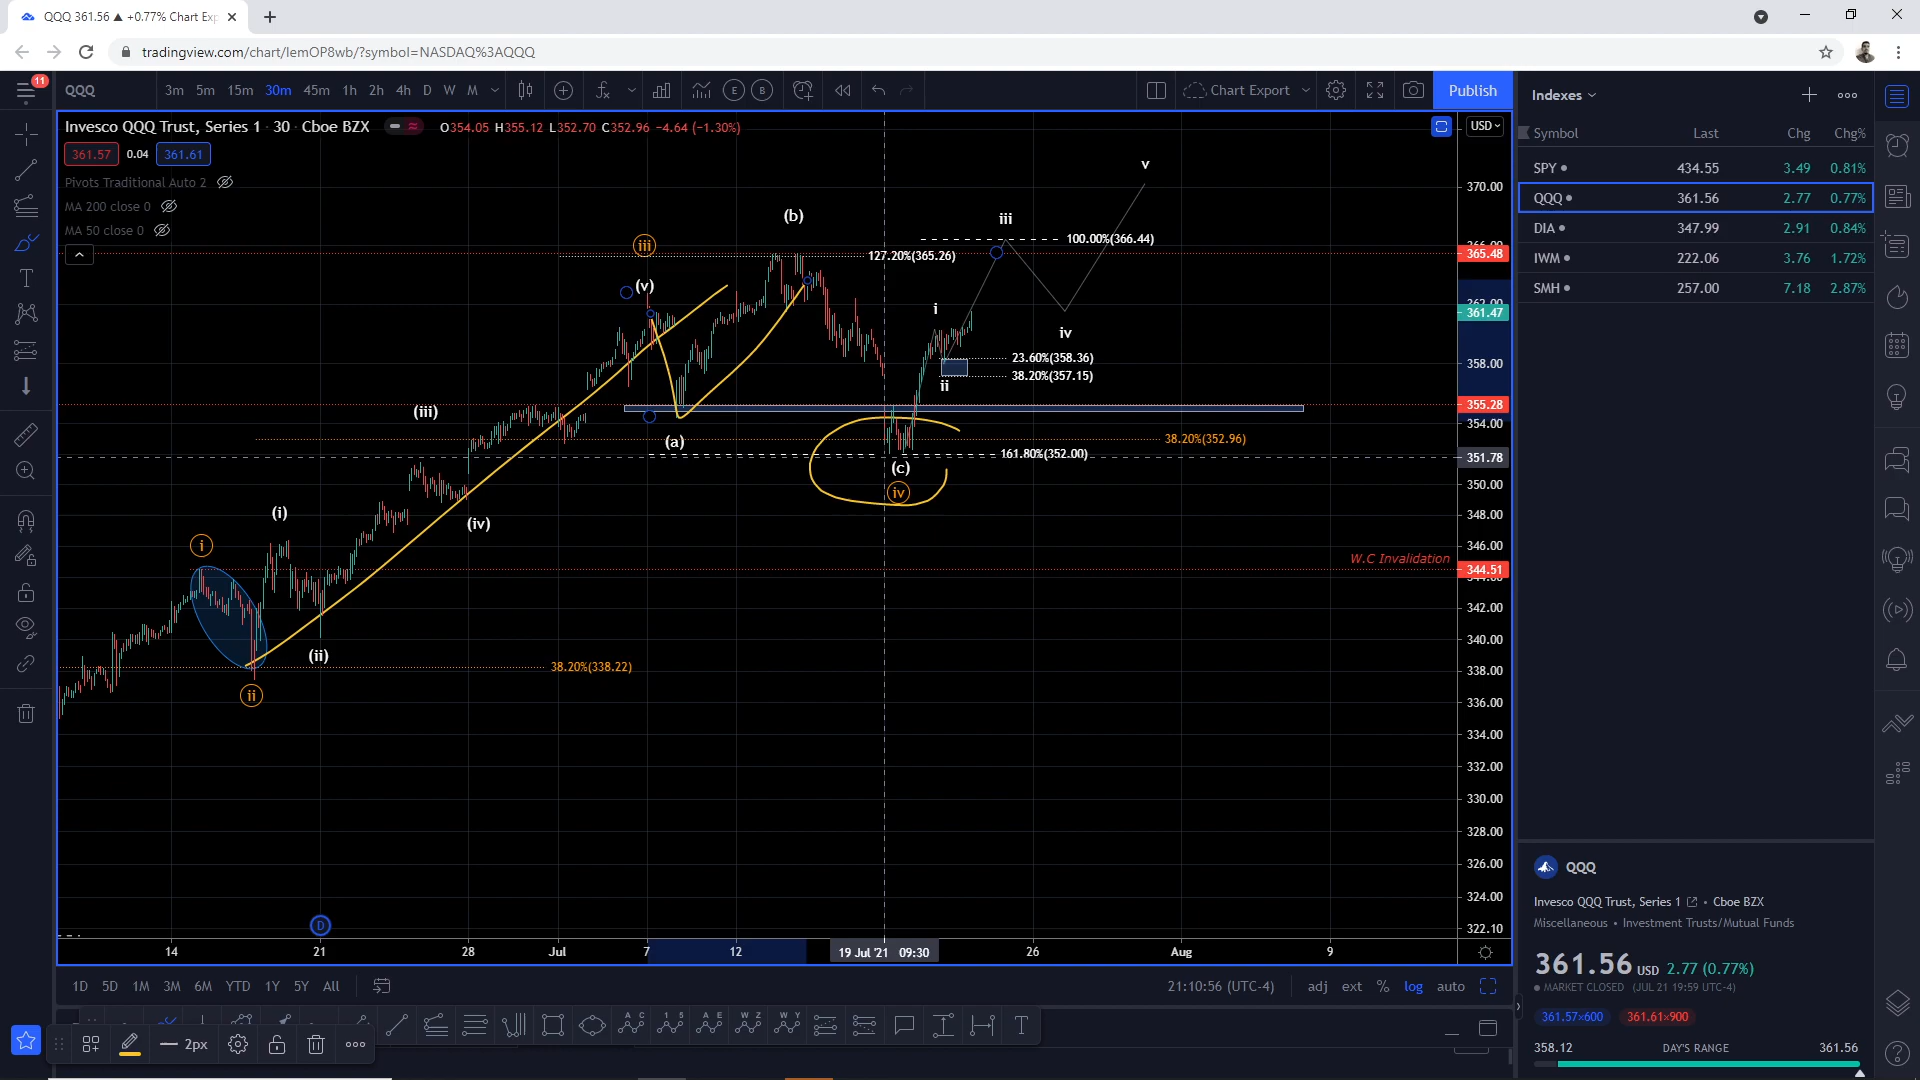 QQQ 361.56 ▲ +0.77% Chart Exp
tradingview.com/chart/lemOP8wb/?symbol=NASDAQ%3AQQQ
11
QQQ 3m 5m 15m 30m 45m 1h 2h 4h D W M E B Chart Export Publish
Invesco QQQ Trust, Series 1 · 30 · Cboe BZX O354.05 H355.12 L352.70 C352.96 −4.64 (−1.30%)
361.57 0.04 361.61
Pivots Traditional Auto 2
MA 200 close 0
MA 50 close 0
USD
370.00
365.48
362.00
361.47
358.00
355.28
354.00
351.78
350.00
348.00
346.00
344.51
342.00
340.00
338.00
336.00
334.00
332.00
330.00
328.00
326.00
324.00
322.10
v
(b)
iii
iii
100.00%(366.44)
127.20%(365.26)
(v)
i
iv
23.60%(358.36)
38.20%(357.15)
ii
(iii)
(a)
38.20%(352.96)
161.80%(352.00)
(c)
iv
(i)
(iv)
i
W.C Invalidation
(ii)
38.20%(338.22)
ii
D
14 21 28 Jul 7 12 19 Jul '21 09:30 26 Aug 9
1D 5D 1M 3M 6M YTD 1Y 5Y All 21:10:56 (UTC-4) adj ext % log auto
2px
Indexes
Symbol Last Chg Chg%
SPY 434.55 3.49 0.81%
QQQ 361.56 2.77 0.77%
DIA 347.99 2.91 0.84%
IWM 222.06 3.76 1.72%
SMH 257.00 7.18 2.87%
QQQ
Invesco QQQ Trust, Series 1 • Cboe BZX
Miscellaneous • Investment Trusts/Mutual Funds
361.56 USD 2.77 (0.77%)
MARKET CLOSED (JUL 21 19:59 UTC-4)
361.57×600 361.61×900
358.12 DAY'S RANGE 361.56